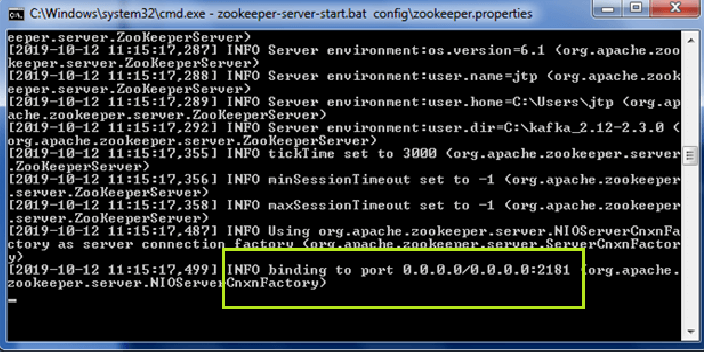 C:\Windows\system32\cmd.exe - zookeeper-server-start.bat config\zookeeper.properties
eeper.server.ZooKeeperServer)
[2019-10-12 11:15:17,287] INFO Server environment:os.version=6.1 (org.apache.zoo
keeper.server.ZooKeeperServer)
[2019-10-12 11:15:17,288] INFO Server environment:user.name=jtp (org.apache.zook
eeper.server.ZooKeeperServer)
[2019-10-12 11:15:17,289] INFO Server environment:user.home=C:\Users\jtp (org.ap
ache.zookeeper.server.ZooKeeperServer)
[2019-10-12 11:15:17,292] INFO Server environment:user.dir=C:\kafka_2.12-2.3.0 (
org.apache.zookeeper.server.ZooKeeperServer)
[2019-10-12 11:15:17,355] INFO tickTime set to 3000 (org.apache.zookeeper.server
.ZooKeeperServer)
[2019-10-12 11:15:17,356] INFO minSessionTimeout set to -1 (org.apache.zookeeper
.server.ZooKeeperServer)
[2019-10-12 11:15:17,358] INFO maxSessionTimeout set to -1 (org.apache.zookeeper
.server.ZooKeeperServer)
[2019-10-12 11:15:17,487] INFO Using org.apache.zookeeper.server.NIOServerCnxnFa
ctory as server connection factory (org.apache.zookeeper.server.ServerCnxnFactor
y)
[2019-10-12 11:15:17,499] INFO binding to port 0.0.0.0/0.0.0.0:2181 (org.apache.
zookeeper.server.NIOServerCnxnFactory)